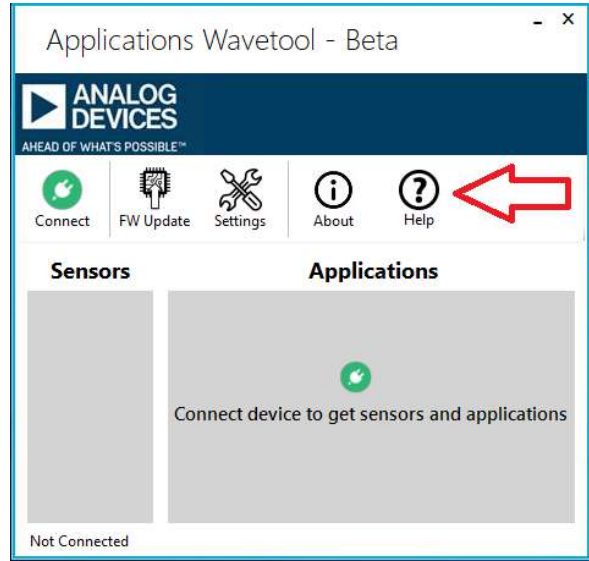 Applications Wavetool - Beta
ANALOG
DEVICES
AHEAD OF WHAT'S POSSIBLE™
Connect
FW Update
Settings
About
Help
Sensors
Applications
Connect device to get sensors and applications
Not Connected